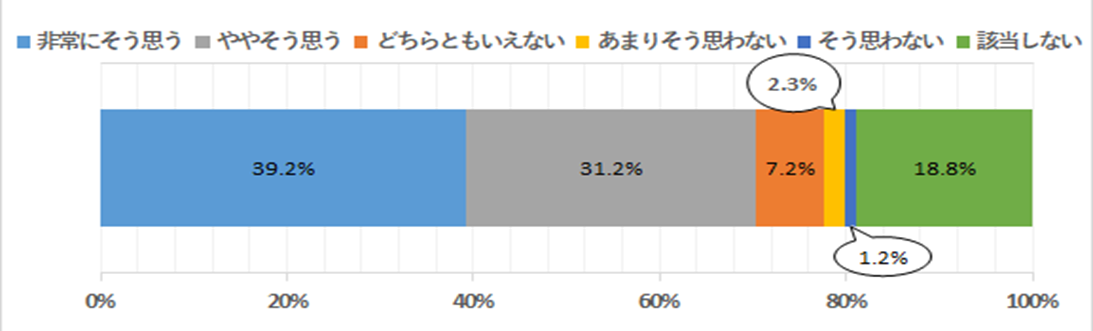 非常にそう思う ややそう思う どちらともいえない あまりそう思わない そう思わない 該当しない
2.3%
39.2% 31.2% 7.2% 18.8%
1.2%
0% 20% 40% 60% 80% 100%